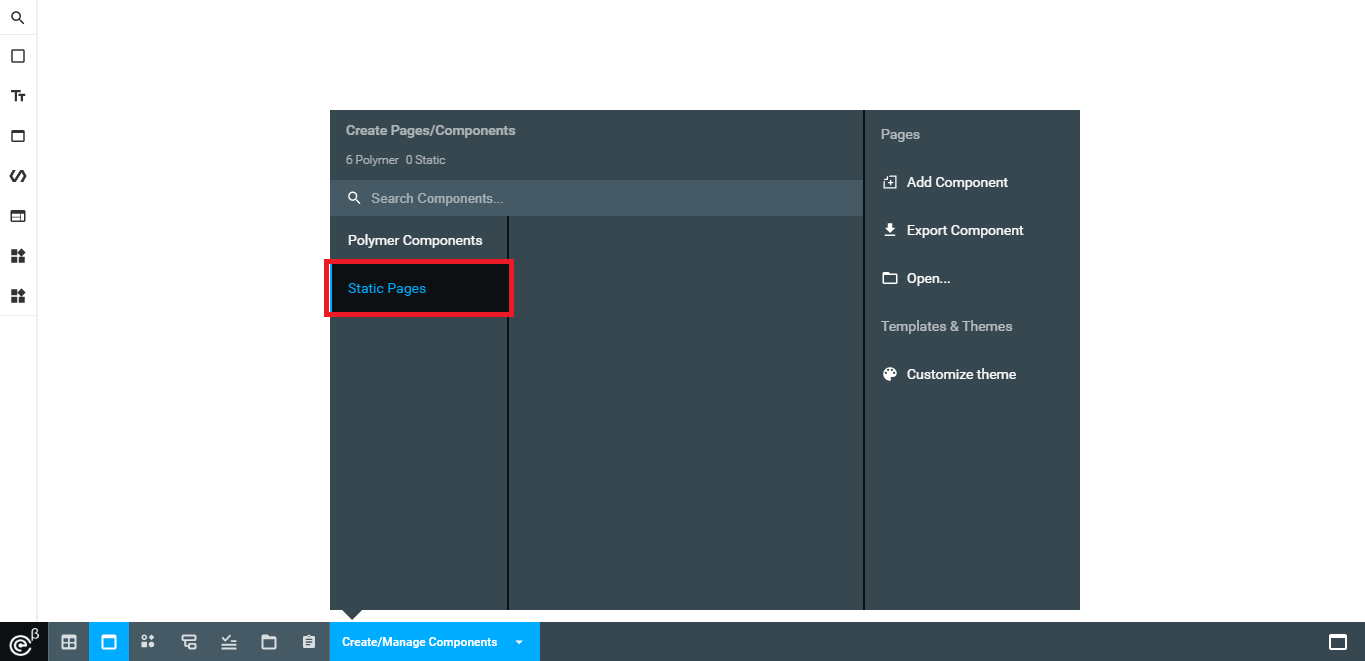 Tт
Create Pages/Components
6 Polymer 0 Static
Search Components...
Polymer Components
Static Pages
Pages
Add Component
Export Component
Open...
Templates & Themes
Customize theme
β
Create/Manage Components